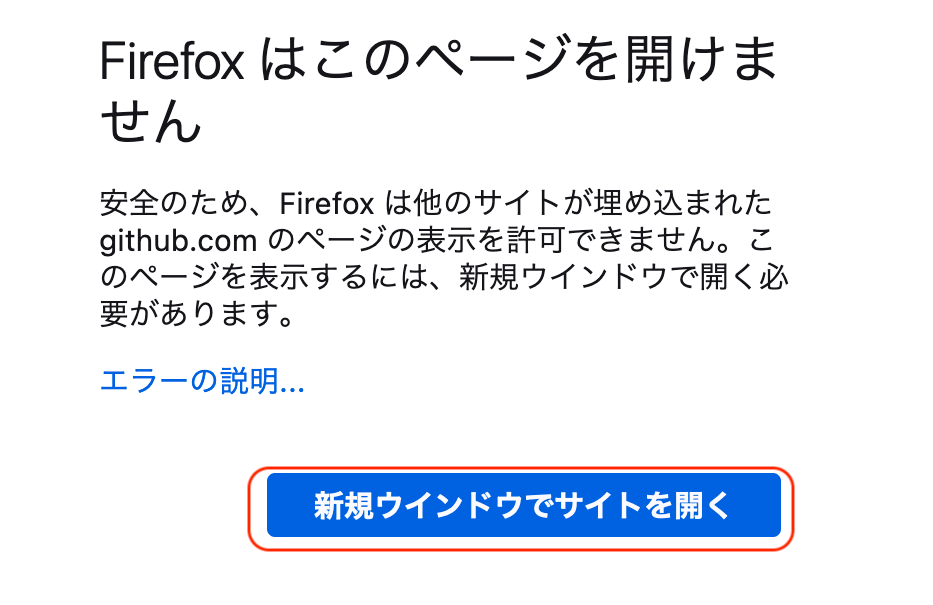 Firefox はこのページを開けま
せん
安全のため、Firefox は他のサイトが埋め込まれた
github.com のページの表示を許可できません。こ
のページを表示するには、新規ウインドウで開く必
要があります。
エラーの説明...
新規ウインドウでサイトを開く